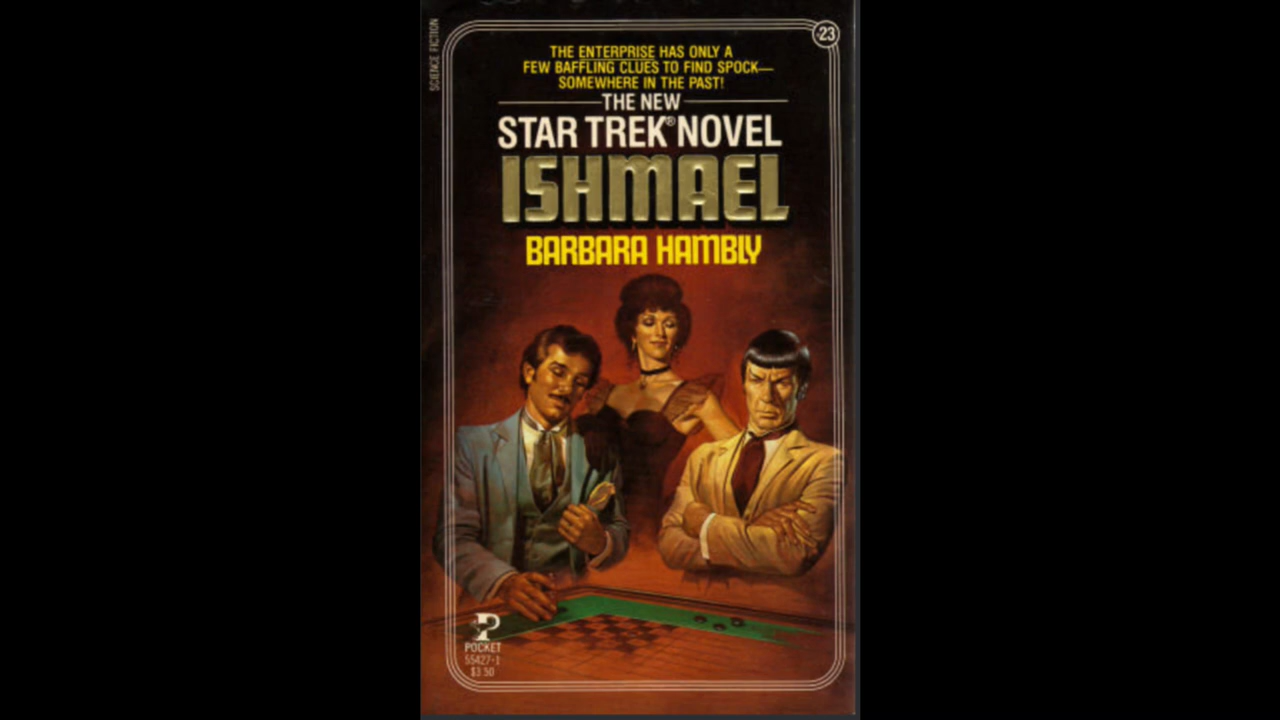 SCIENCE FICTION
23
THE ENTERPRISE HAS ONLY A
FEW BAFFLING CLUES TO FIND SPOCK—
SOMEWHERE IN THE PAST!
THE NEW
STAR TREK® NOVEL
ISHMAEL
BARBARA HAMBLY
P
POCKET
55427-1
$3.50